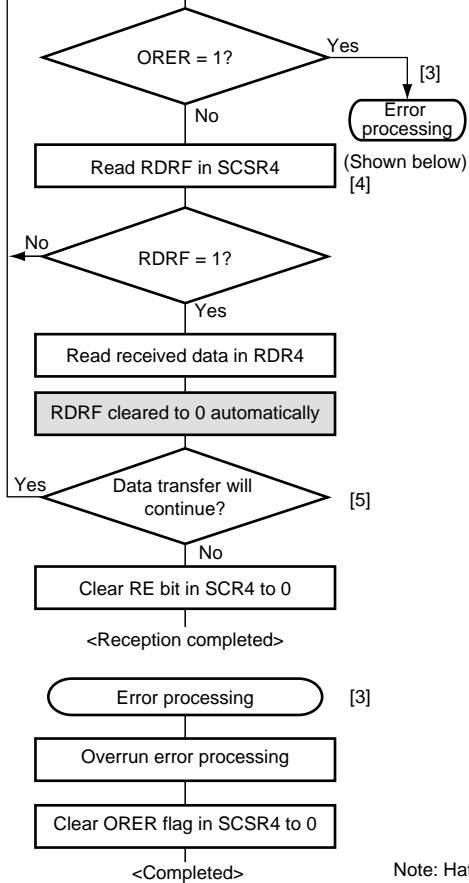 ORER = 1?
Yes
[3]
No
Error
processing
(Shown below)
Read RDRF in SCSR4
[4]
No
RDRF = 1?
Yes
Read received data in RDR4
RDRF cleared to 0 automatically
Yes
Data transfer will
continue?
[5]
No
Clear RE bit in SCR4 to 0
<Reception completed>
Error processing
[3]
Overrun error processing
Clear ORER flag in SCSR4 to 0
<Completed>
Note: